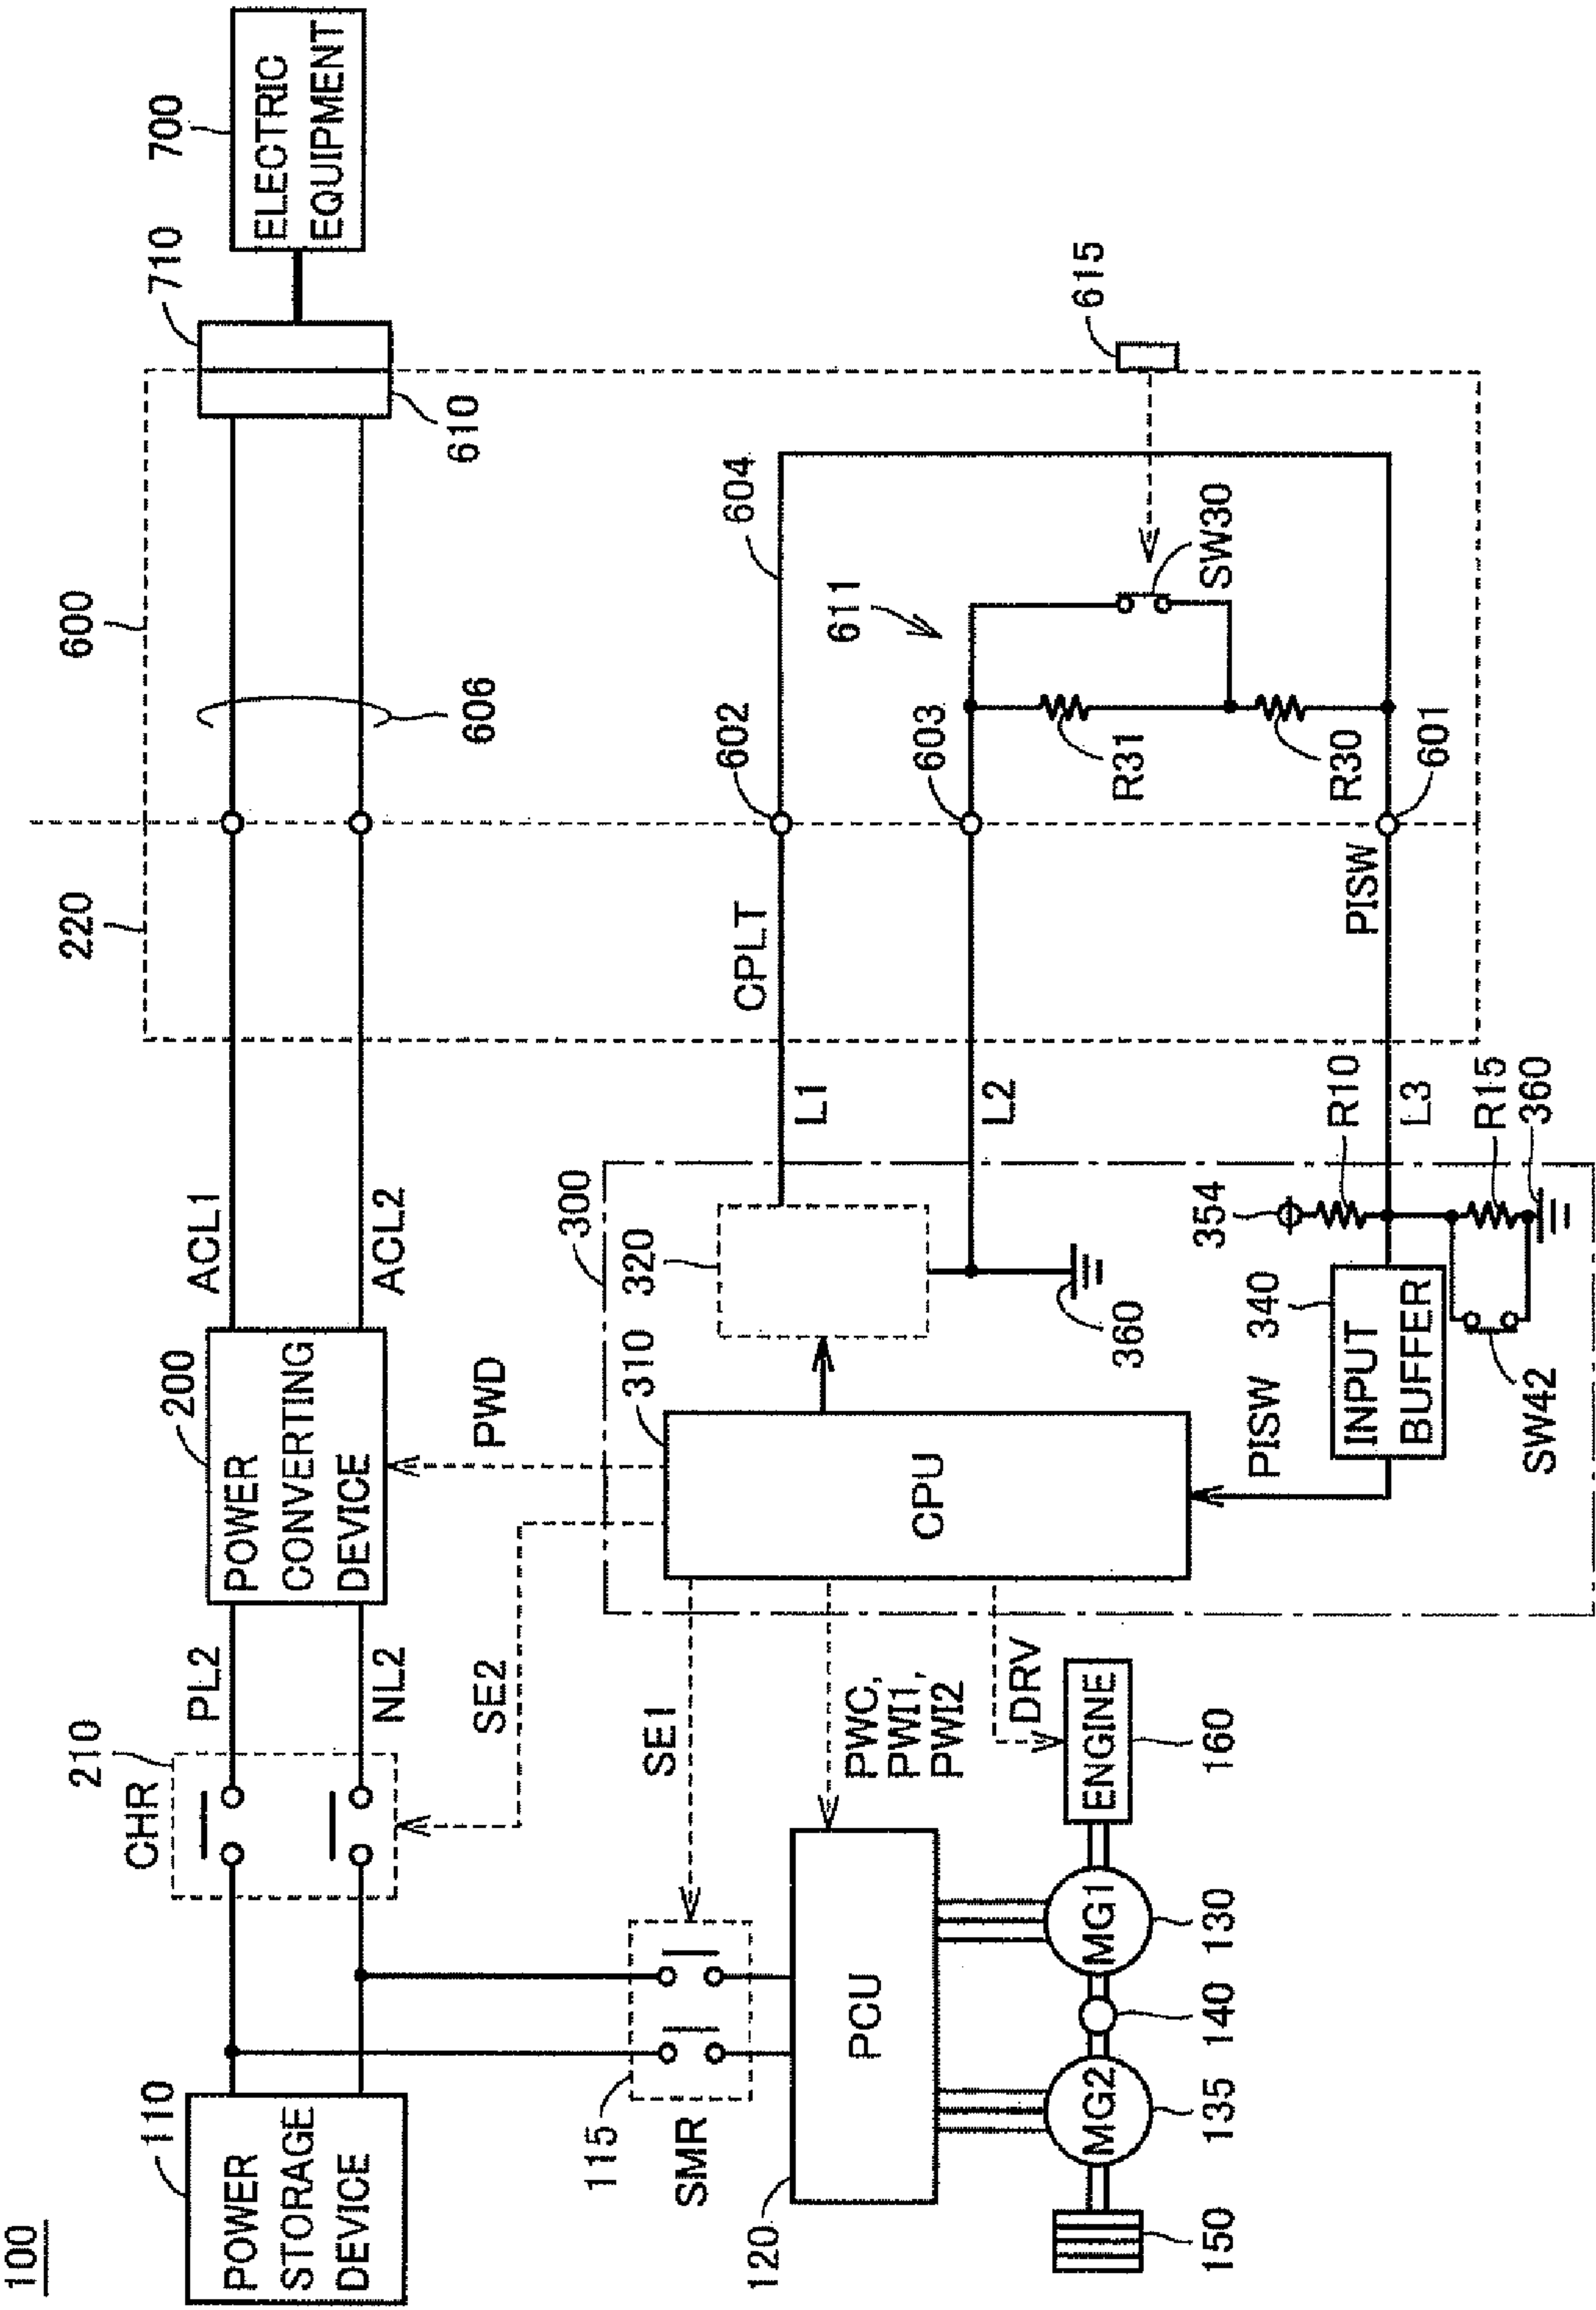 100
110
POWER
STORAGE
DEVICE
CHR
210
PL2
NL2
200
POWER
CONVERTING
DEVICE
ACL1
ACL2
220
600
606
610
710
700
ELECTRIC
EQUIPMENT
SE2
PWD
115
SMR
SE1
120
PCU
PWC,
PWI1,
PWI2
DRV
150
MG2
135
140
MG1
130
ENGINE
160
300
310
CPU
320
360
L1
L2
CPLT
602
603
604
611
SW30
615
R31
R30
601
PISW
L3
PISW
340
INPUT
BUFFER
354
R10
R15
360
SW42